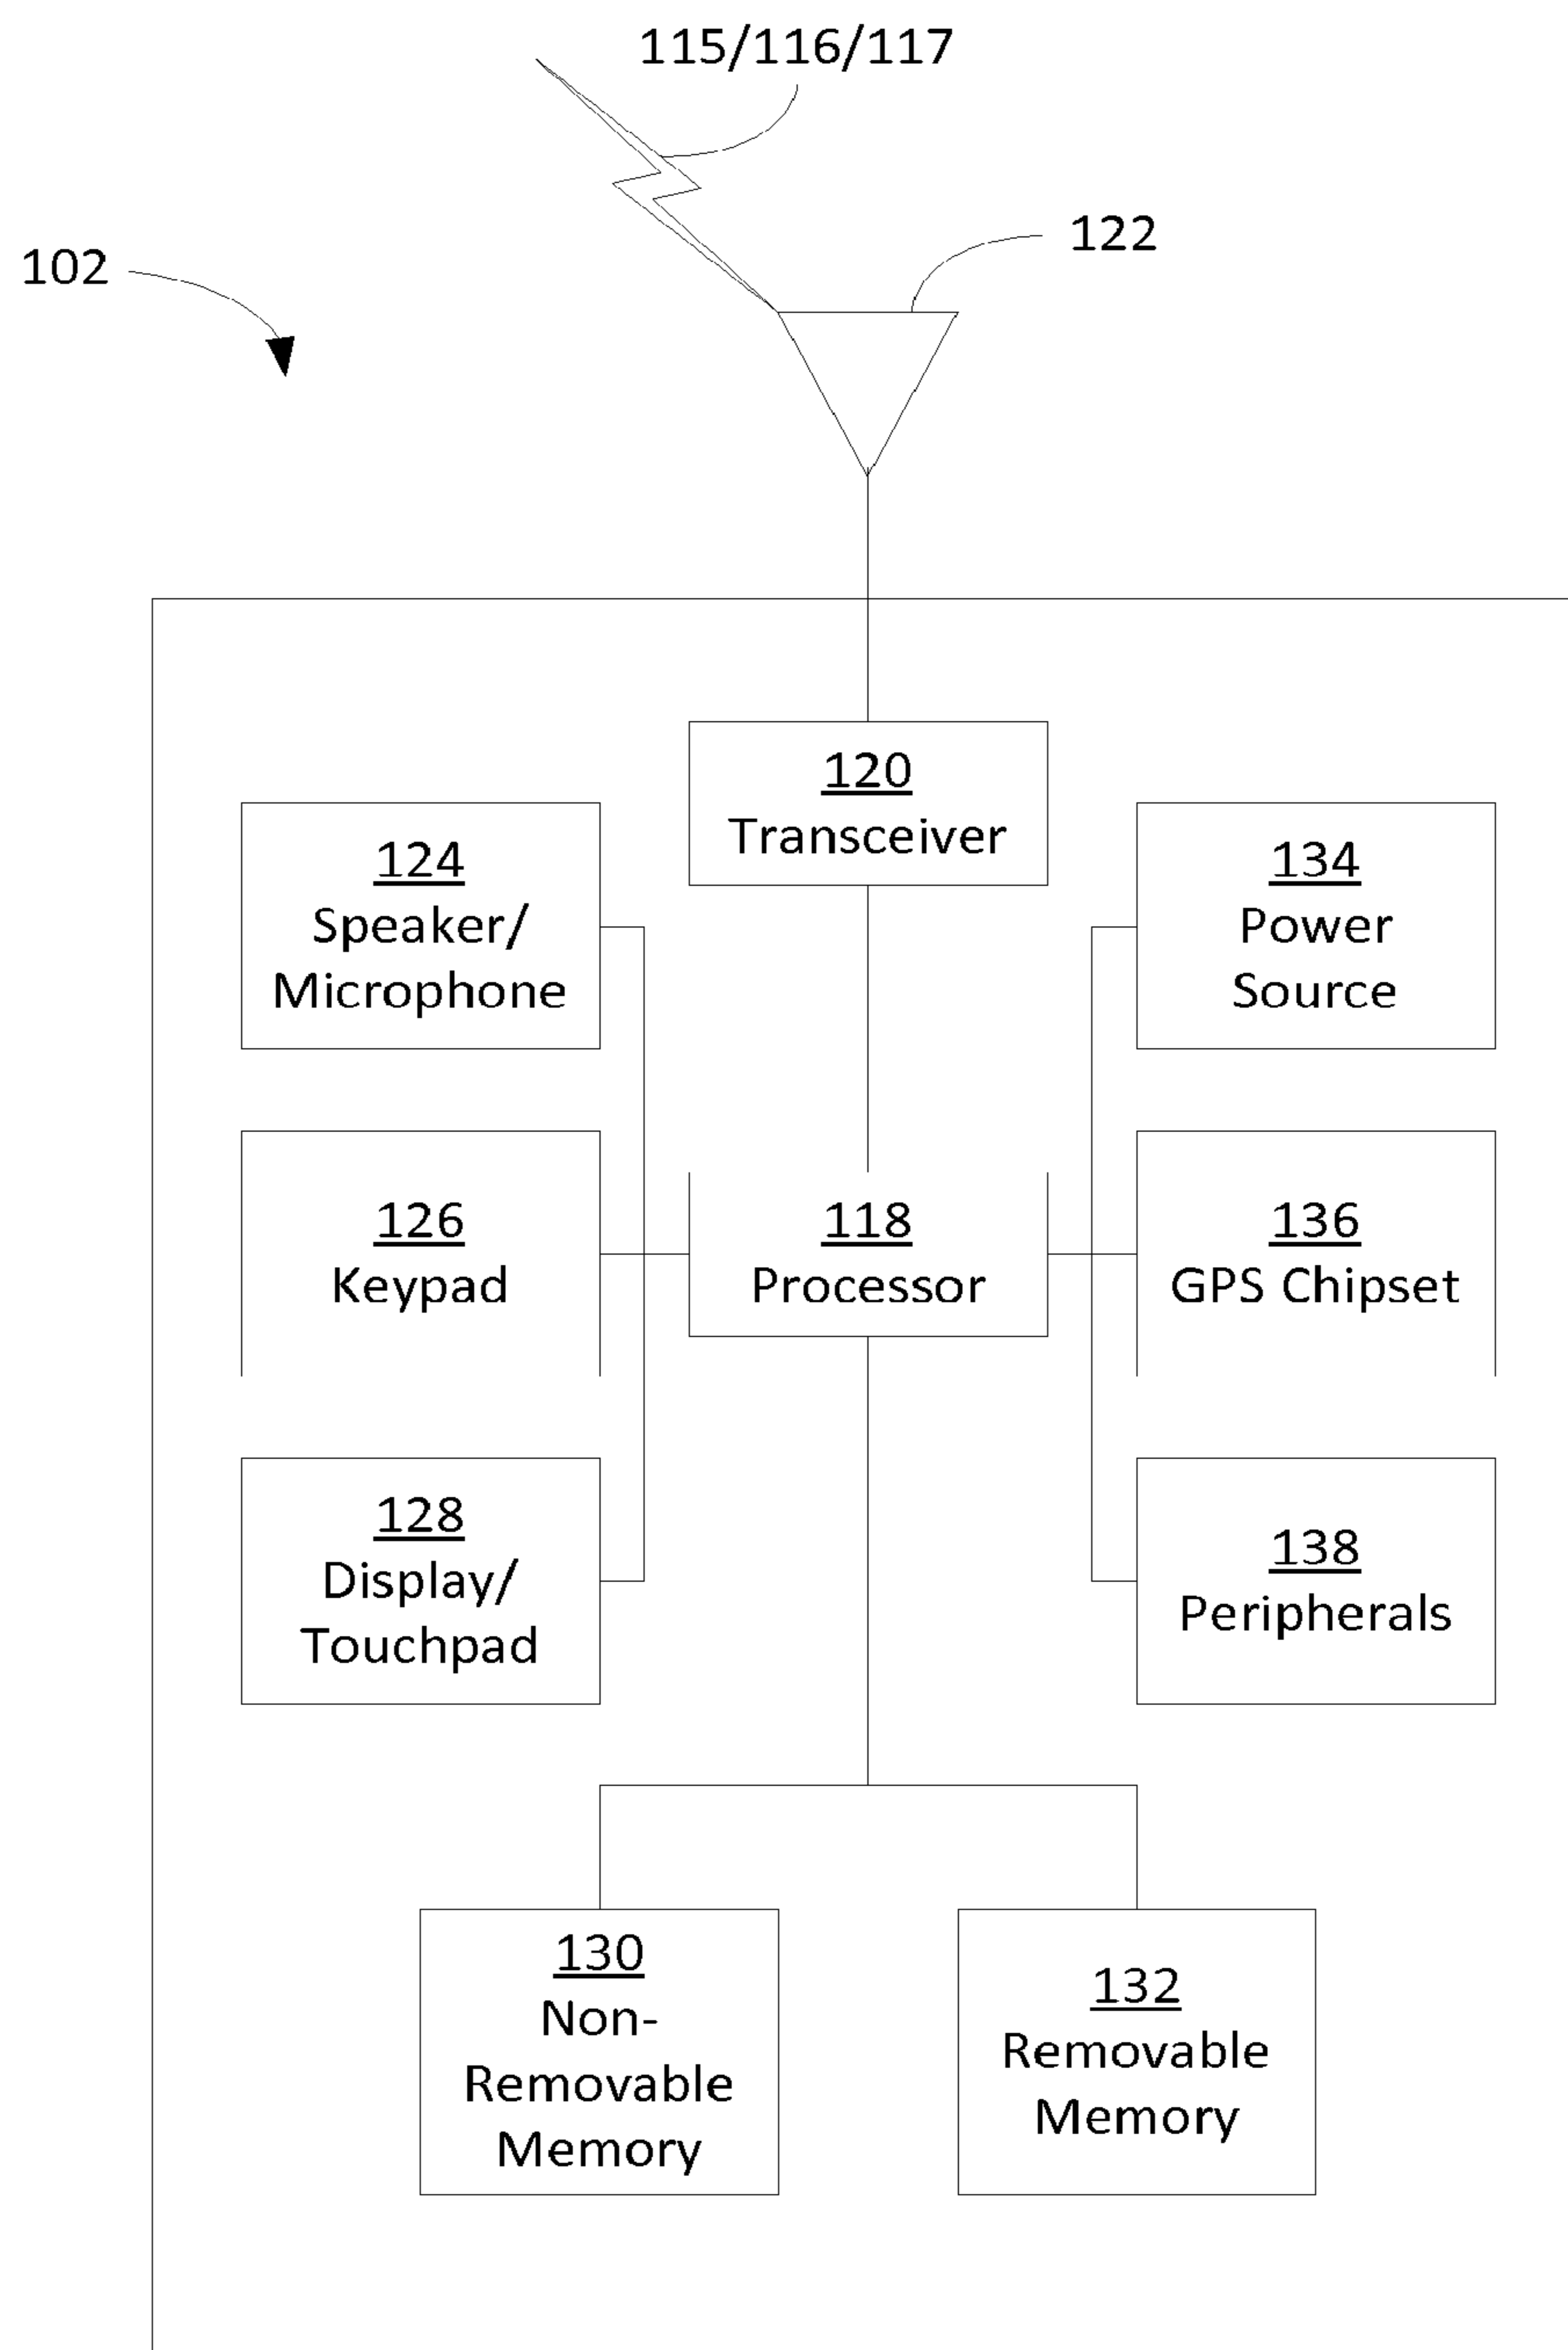 115/116/117
122
102
120
Transceiver
124
Speaker/
Microphone
134
Power
Source
126
Keypad
118
Processor
136
GPS Chipset
128
Display/
Touchpad
138
Peripherals
130
Non-
Removable
Memory
132
Removable
Memory